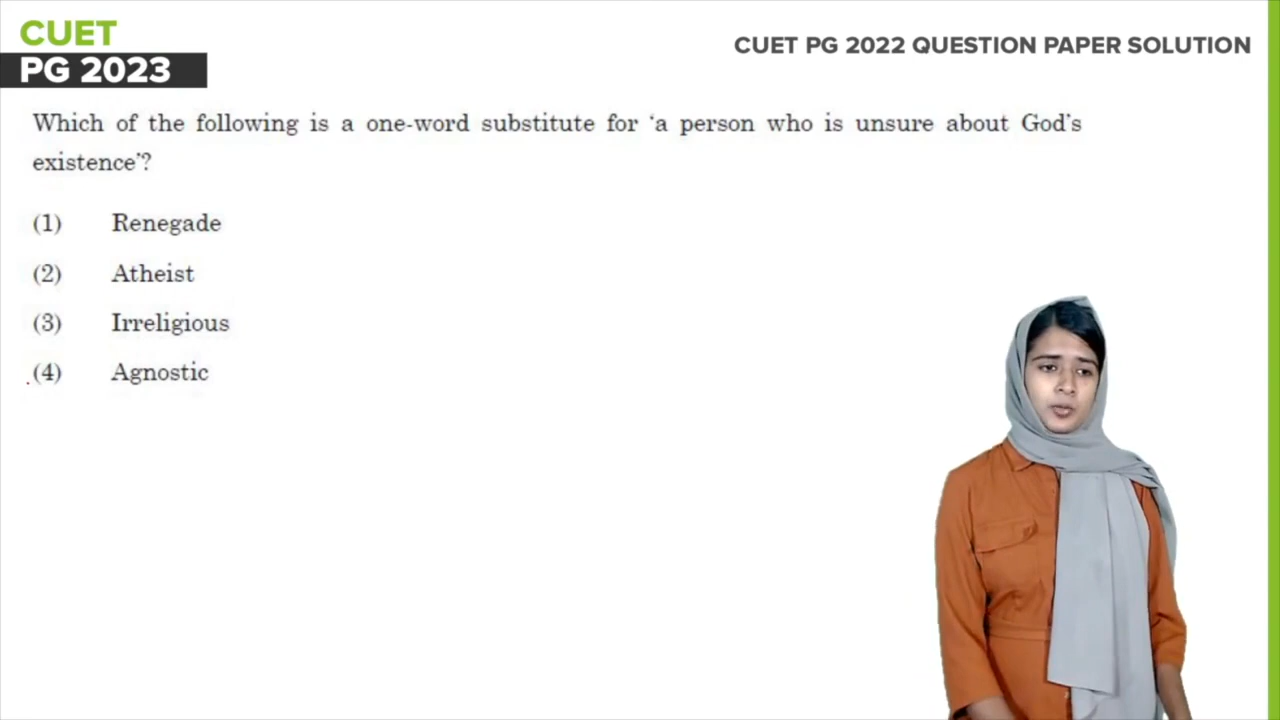 CUET
PG 2023
CUET PG 2022 QUESTION PAPER SOLUTION
Which of the following is a one-word substitute for ‘a person who is unsure about God’s
existence’?
(1) Renegade
(2) Atheist
(3) Irreligious
(4) Agnostic